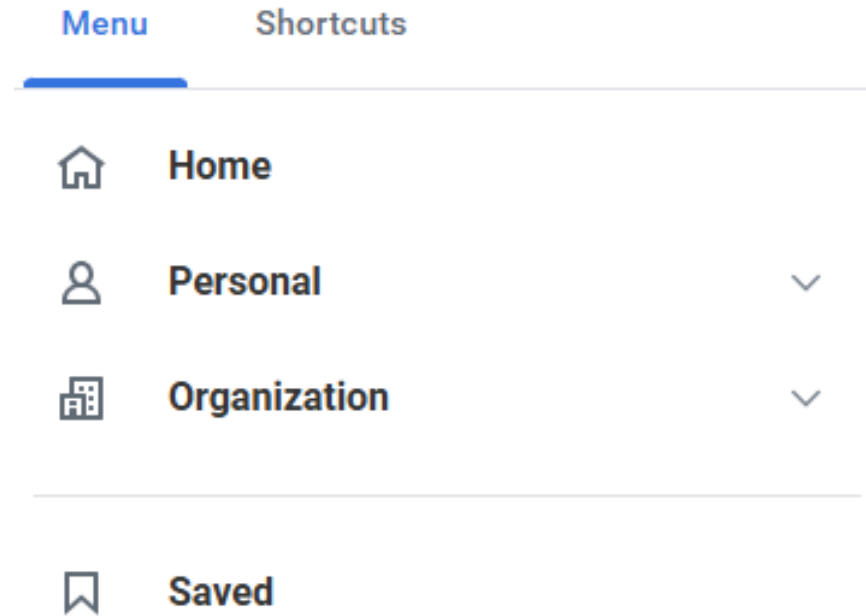 Menu Shortcuts
Home
Personal
Organization
Saved